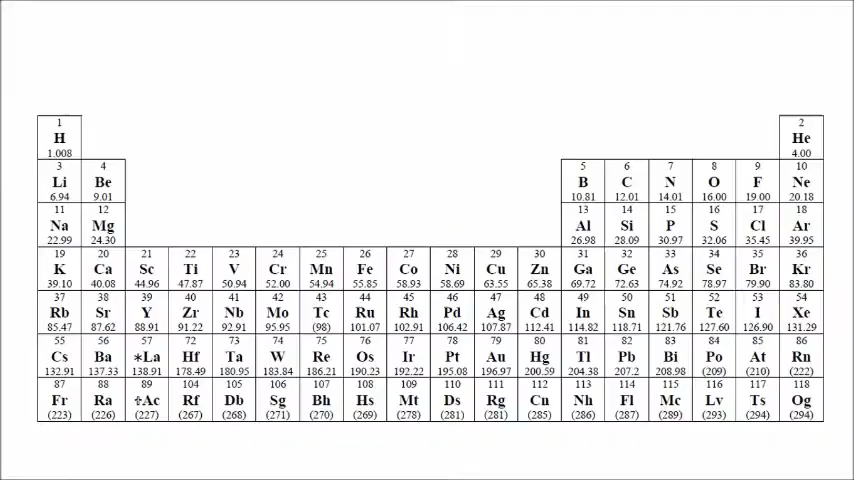 1 2
H He
1.008 4.00
3 4 5 6 7 8 9 10
Li Be B C N O F Ne
6.94 9.01 10.81 12.01 14.01 16.00 19.00 20.18
11 12 13 14 15 16 17 18
Na Mg Al Si P S Cl Ar
22.99 24.30 26.98 28.09 30.97 32.06 35.45 39.95
19 20 21 22 23 24 25 26 27 28 29 30 31 32 33 34 35 36
K Ca Sc Ti V Cr Mn Fe Co Ni Cu Zn Ga Ge As Se Br Kr
39.10 40.08 44.96 47.87 50.94 52.00 54.94 55.85 58.93 58.69 63.55 65.38 69.72 72.63 74.92 78.97 79.90 83.80
37 38 39 40 41 42 43 44 45 46 47 48 49 50 51 52 53 54
Rb Sr Y Zr Nb Mo Tc Ru Rh Pd Ag Cd In Sn Sb Te I Xe
85.47 87.62 88.91 91.22 92.91 95.95 (98) 101.07 102.91 106.42 107.87 112.41 114.82 118.71 121.76 127.60 126.90 131.29
55 56 57 72 73 74 75 76 77 78 79 80 81 82 83 84 85 86
Cs Ba *La Hf Ta W Re Os Ir Pt Au Hg Tl Pb Bi Po At Rn
132.91 137.33 138.91 178.49 180.95 183.84 186.21 190.23 192.22 195.08 196.97 200.59 204.38 207.2 208.98 (209) (210) (222)
87 88 89 104 105 106 107 108 109 110 111 112 113 114 115 116 117 118
Fr Ra †Ac Rf Db Sg Bh Hs Mt Ds Rg Cn Nh Fl Mc Lv Ts Og
(223) (226) (227) (267) (268) (271) (270) (269) (278) (281) (281) (285) (286) (287) (289) (293) (294) (294)